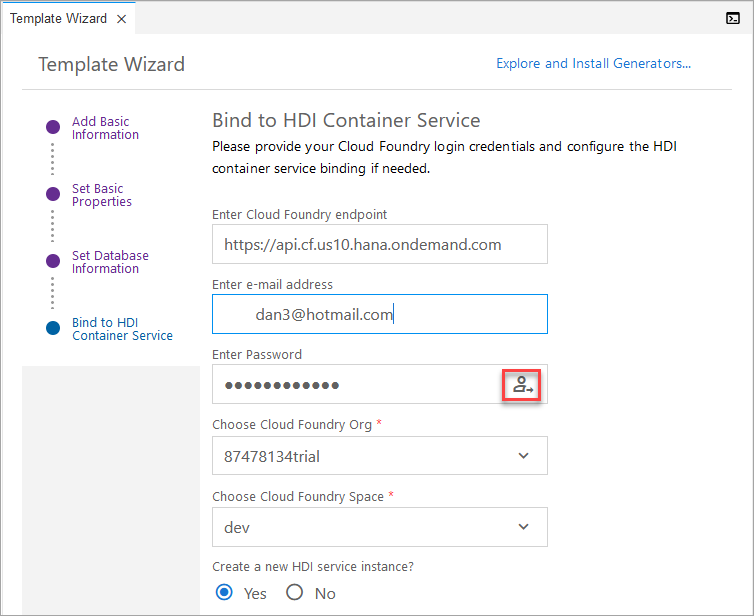 Template Wizard
Template Wizard
Explore and Install Generators...
Add Basic
Information
Set Basic
Properties
Set Database
Information
Bind to HDI
Container Service
Bind to HDI Container Service
Please provide your Cloud Foundry login credentials and configure the HDI
container service binding if needed.
Enter Cloud Foundry endpoint
https://api.cf.us10.hana.ondemand.com
Enter e-mail address
dan3@hotmail.com
Enter Password
••••••••••••
Choose Cloud Foundry Org *
87478134trial
Choose Cloud Foundry Space *
dev
Create a new HDI service instance?
Yes No